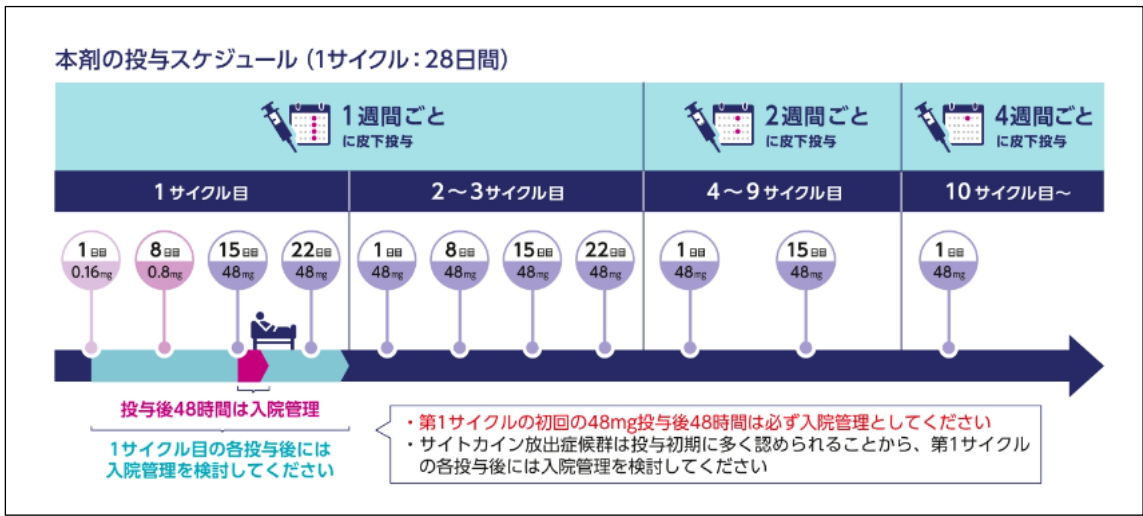 本剤の投与スケジュール（1サイクル：28日間）
1週間ごと
に皮下投与
2週間ごと
に皮下投与
4週間ごと
に皮下投与
1サイクル目
2～3サイクル目
4～9サイクル目
10サイクル目～
1日目
0.16mg
8日目
0.8mg
15日目
48mg
22日目
48mg
1日目
48mg
8日目
48mg
15日目
48mg
22日目
48mg
1日目
48mg
15日目
48mg
1日目
48mg
投与後48時間は入院管理
1サイクル目の各投与後には
入院管理を検討してください
・第1サイクルの初回の48mg投与後48時間は必ず入院管理としてください
・サイトカイン放出症候群は投与初期に多く認められることから、第1サイクル
の各投与後には入院管理を検討してください